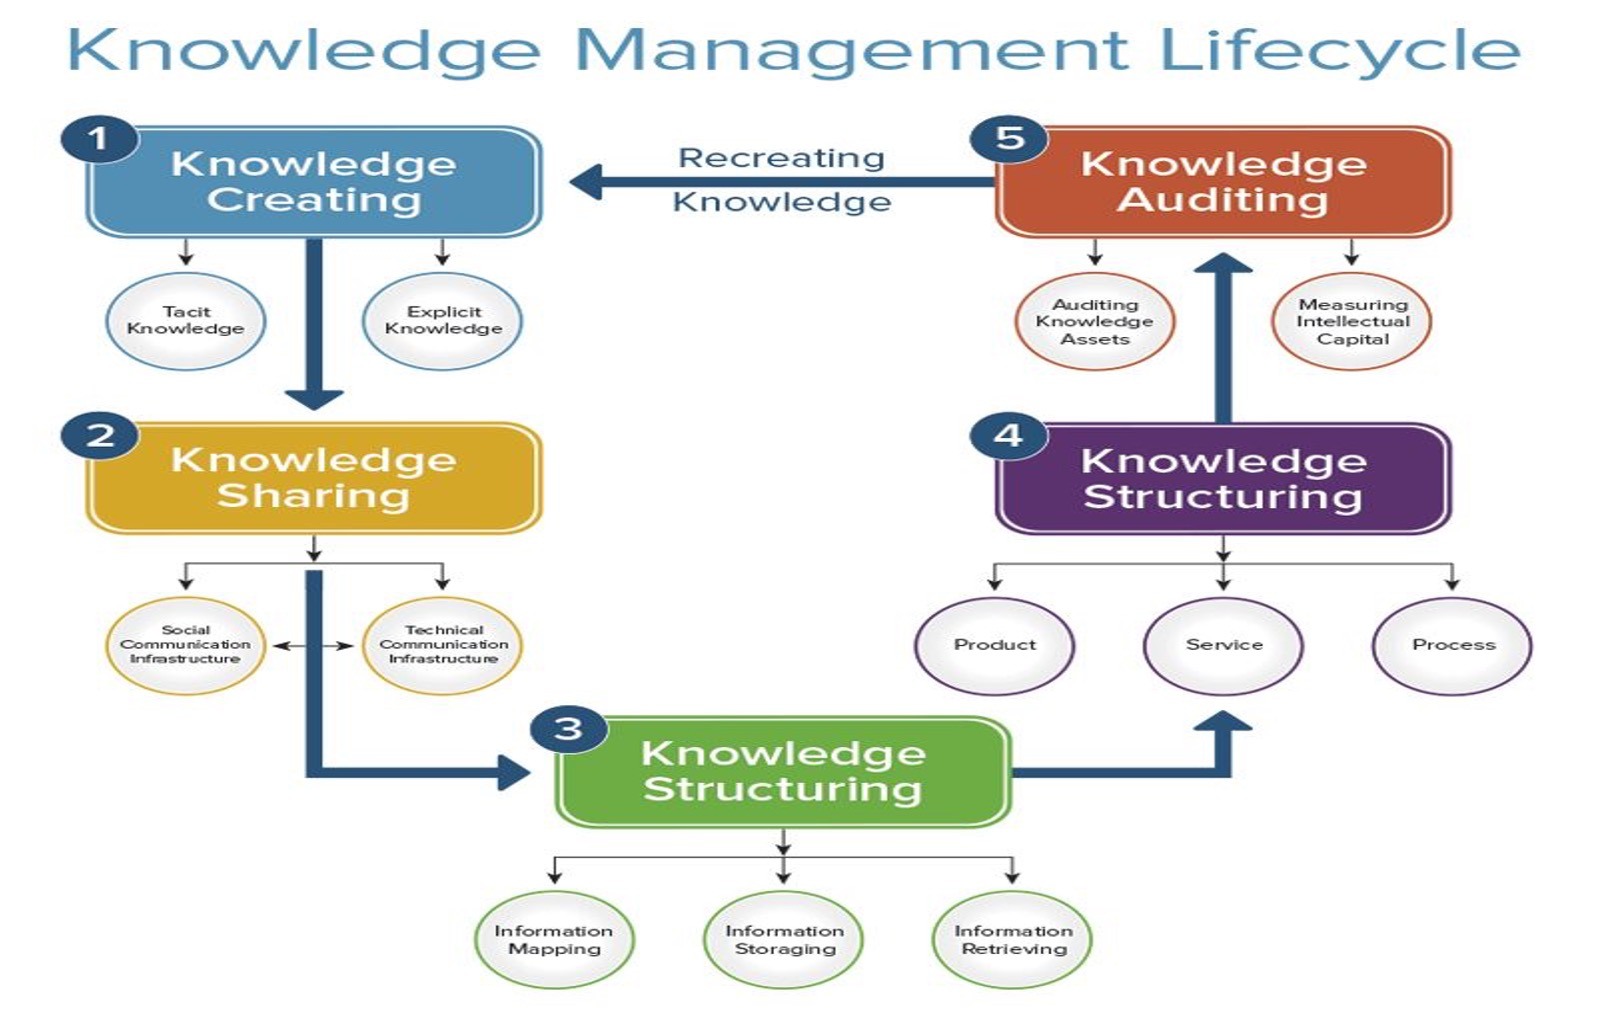 Knowledge Management Lifecycle
1
Knowledge
Creating
Tacit
Knowledge
Explicit
Knowledge
Recreating
Knowledge
5
Knowledge
Auditing
Auditing
Knowledge
Assets
Measuring
Intellectual
Capital
2
Knowledge
Sharing
Social
Communication
Infrastructure
Technical
Communication
Infrastructure
4
Knowledge
Structuring
Product
Service
Process
3
Knowledge
Structuring
Information
Mapping
Information
Storaging
Information
Retrieving